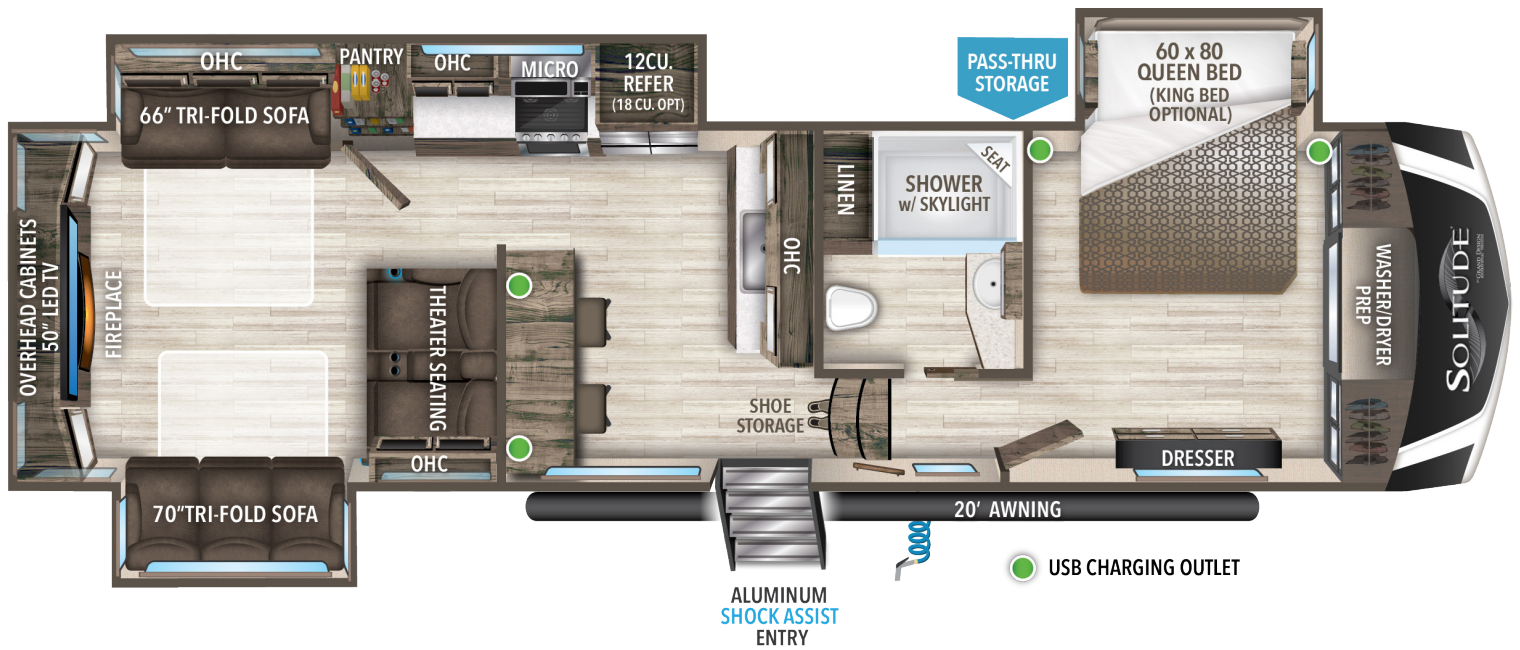 OHC
66" TRI-FOLD SOFA
PANTRY
OHC
MICRO
12CU.
REFER
(18 CU. OPT)
PASS-THRU
STORAGE
60 x 80
QUEEN BED
(KING BED
OPTIONAL)
OVERHEAD CABINETS
50" LED TV
FIREPLACE
THEATER SEATING
OHC
OHC
LINEN
SHOWER
w/ SKYLIGHT
SEAT
WASHER/DRYER
PREP
SOLITUDE
SHOE
STORAGE
DRESSER
70"TRI-FOLD SOFA
20' AWNING
ALUMINUM
SHOCK ASSIST
ENTRY
USB CHARGING OUTLET